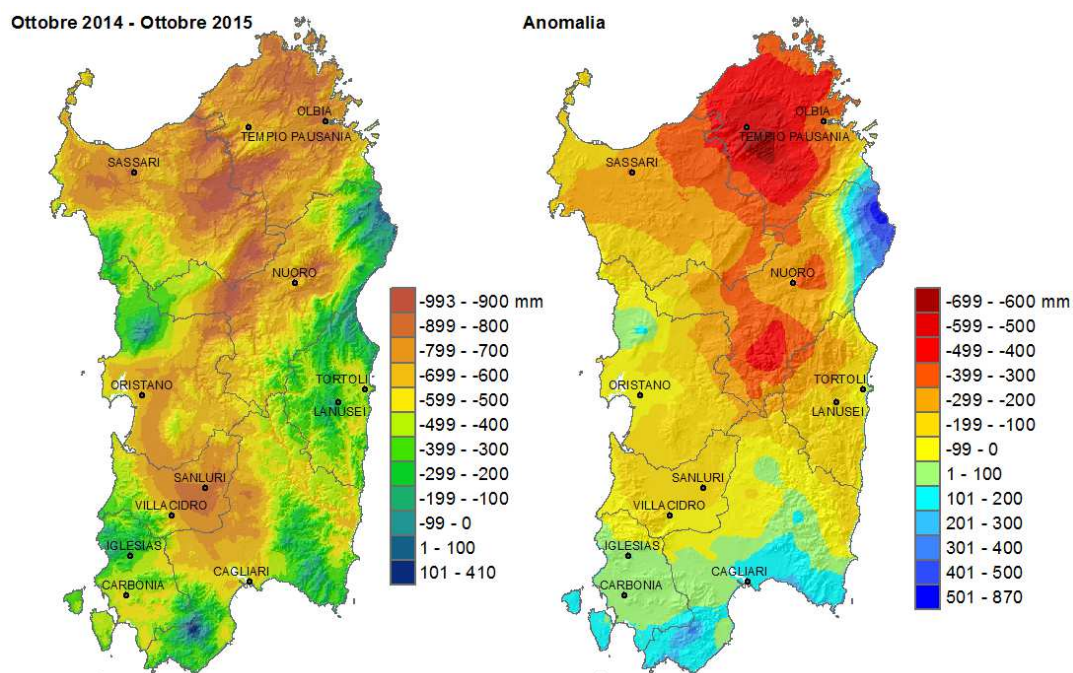 Ottobre 2014 - Ottobre 2015
OLBIA
TEMPIO PAUSANIA
SASSARI
NUORO
ORISTANO
TORTOLI
LANUSEI
SANLURI
VILLACIDRO
IGLESIAS
CARBONIA
CAGLIARI
-993 - -900 mm
-899 - -800
-799 - -700
-699 - -600
-599 - -500
-499 - -400
-399 - -300
-299 - -200
-199 - -100
-99 - 0
1 - 100
101 - 410
Anomalia
OLBIA
TEMPIO PAUSANIA
SASSARI
NUORO
ORISTANO
TORTOLI
LANUSEI
SANLURI
VILLACIDRO
IGLESIAS
CARBONIA
CAGLIARI
-699 - -600 mm
-599 - -500
-499 - -400
-399 - -300
-299 - -200
-199 - -100
-99 - 0
1 - 100
101 - 200
201 - 300
301 - 400
401 - 500
501 - 870